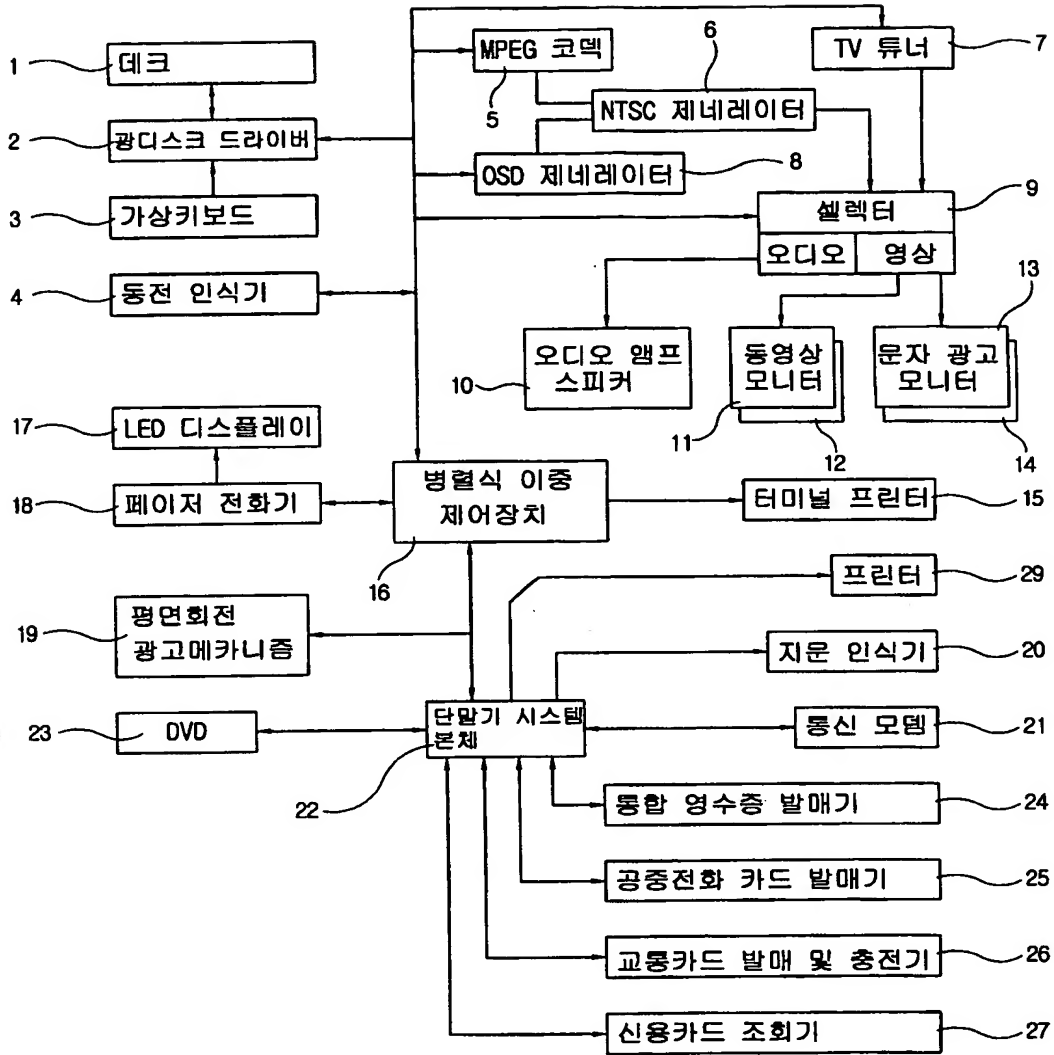 1
데크
2
광디스크 드라이버
3
가상키보드
4
동전 인식기
MPEG 코덱
5
6
NTSC 제네레이터
TV 튜너
7
OSD 제네레이터
8
셀렉터
9
오디오
영상
오디오 앰프
스피커
10
동영상
모니터
11
12
13
문자 광고
모니터
14
17
LED 디스플레이
18
페이저 전화기
병렬식 이중
제어장치
16
터미널 프린터
15
프린터
29
19
평면회전
광고메카니즘
지문 인식기
20
23
DVD
단말기 시스템
본체
22
통신 모뎀
21
통합 영수증 발매기
24
공중전화 카드 발매기
25
교통카드 발매 및 충전기
26
신용카드 조회기
27